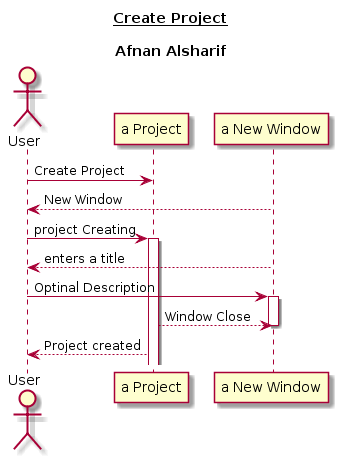 Create Project
Afnan Alsharif
User
a Project
a New Window
Create Project
New Window
project Creating
enters a title
Optinal Description
Window Close
Project created
User
a Project
a New Window